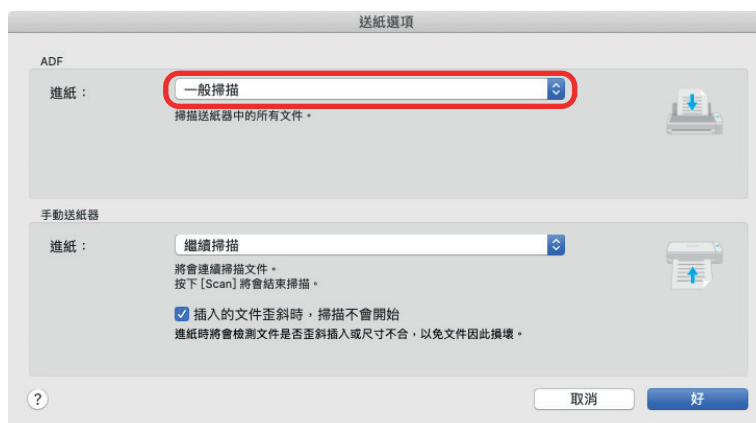 送紙選項
ADF
進紙：
一般掃描
掃描送紙器中的所有文件。
手動送紙器
進紙：
繼續掃描
將會連續掃描文件。
按下 [Scan] 將會結束掃描。
插入的文件歪斜時，掃描不會開始
進紙時將會檢測文件是否歪斜插入或尺寸不合，以免文件因此損壞。
?
取消
好